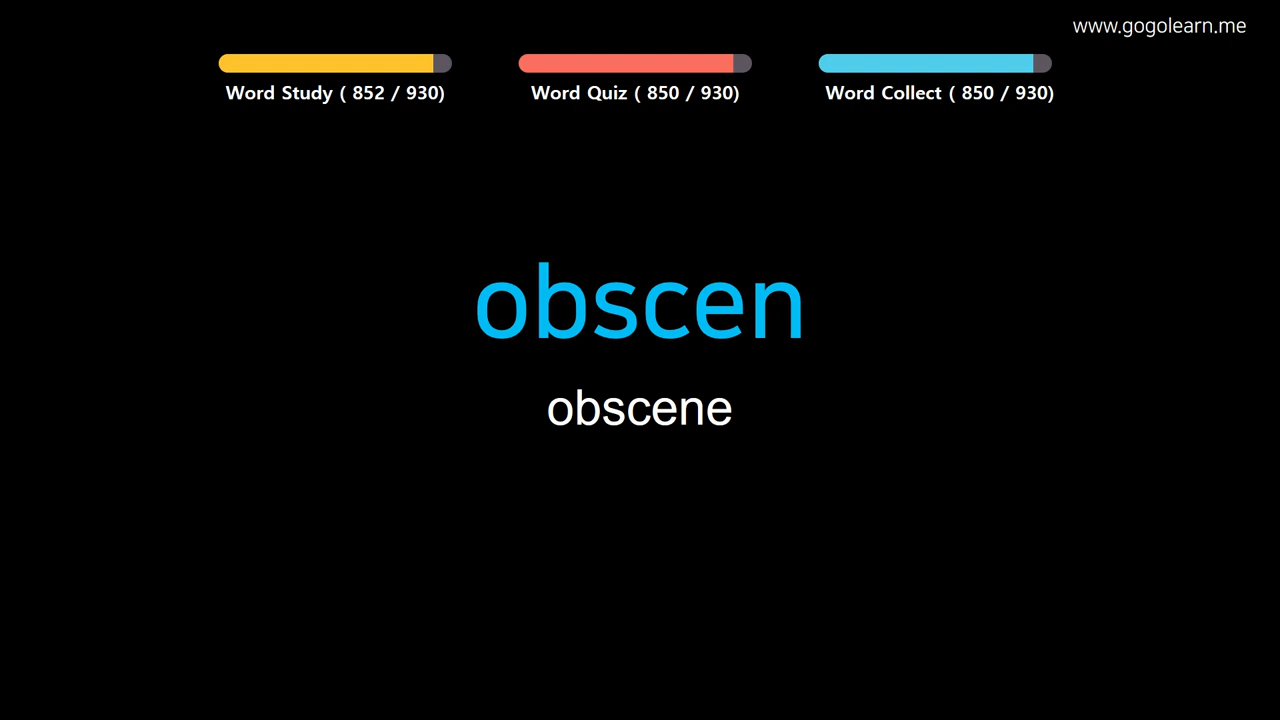 www.gogolearn.me
Word Study ( 852 / 930)
Word Quiz ( 850 / 930)
Word Collect ( 850 / 930)
obscen
obscene